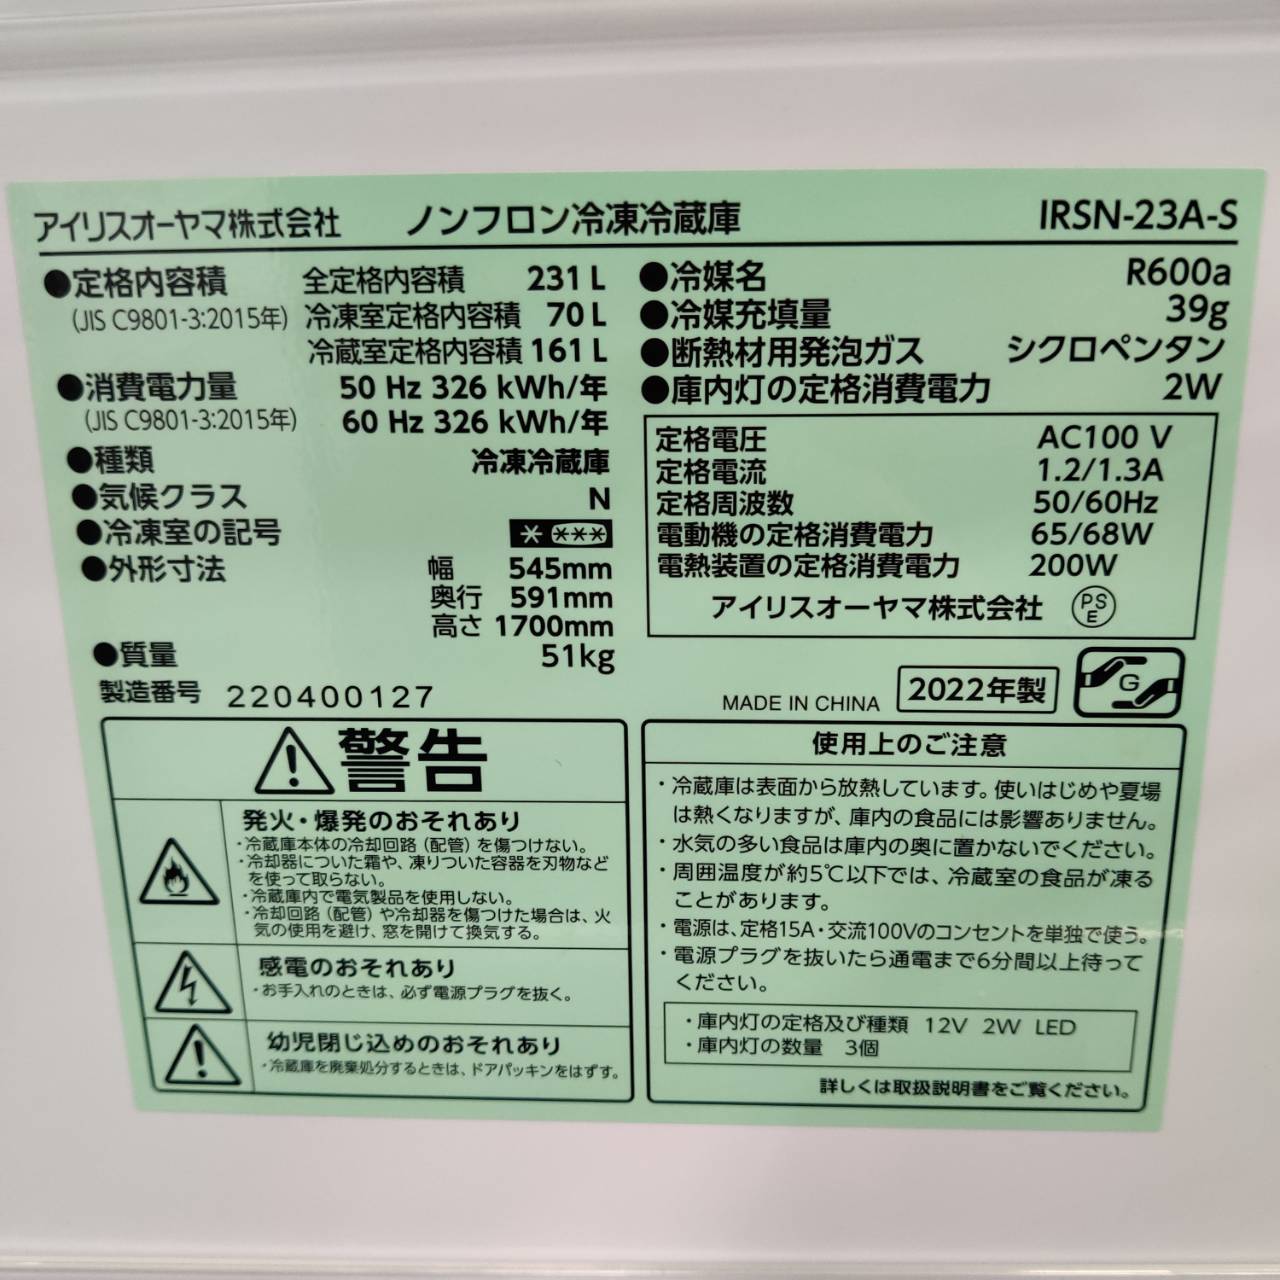 アイリスオーヤマ株式会社 ノンフロン冷凍冷蔵庫 IRSN-23A-S
●定格内容積 全定格内容積 231 L
(JIS C9801-3:2015年) 冷凍室定格内容積 70 L
冷蔵室定格内容積 161 L
●消費電力量 50 Hz 326 kWh/年
(JIS C9801-3:2015年) 60 Hz 326 kWh/年
●種類 冷凍冷蔵庫
●気候クラス N
●冷凍室の記号 * ***
●外形寸法 幅 545mm
奥行 591mm
高さ 1700mm
●質量 51kg
製造番号 220400127
●冷媒名 R600a
●冷媒充填量 39g
●断熱材用発泡ガス シクロペンタン
●庫内灯の定格消費電力 2W
定格電圧 AC100 V
定格電流 1.2/1.3A
定格周波数 50/60Hz
電動機の定格消費電力 65/68W
電熱装置の定格消費電力 200W
アイリスオーヤマ株式会社 PSE
MADE IN CHINA 2022年製 G
警告
発火・爆発のおそれあり
・冷蔵庫本体の冷却回路（配管）を傷つけない。
・冷却器についた霜や、凍りついた容器を刃物など
を使って取らない。
・冷蔵庫内で電気製品を使用しない。
・冷却回路（配管）や冷却器を傷つけた場合は、火
気の使用を避け、窓を開けて換気する。
感電のおそれあり
・お手入れのときは、必ず電源プラグを抜く。
幼児閉じ込めのおそれあり
・冷蔵庫を廃棄処分するときは、ドアパッキンをはずす。
使用上のご注意
・冷蔵庫は表面から放熱しています。使いはじめや夏場
は熱くなりますが、庫内の食品には影響ありません。
・水気の多い食品は庫内の奥に置かないでください。
・周囲温度が約5℃以下では、冷蔵室の食品が凍る
ことがあります。
・電源は、定格15A・交流100Vのコンセントを単独で使う。
・電源プラグを抜いたら通電まで6分間以上待って
ください。
・庫内灯の定格及び種類 12V 2W LED
・庫内灯の数量 3個
詳しくは取扱説明書をご覧ください。